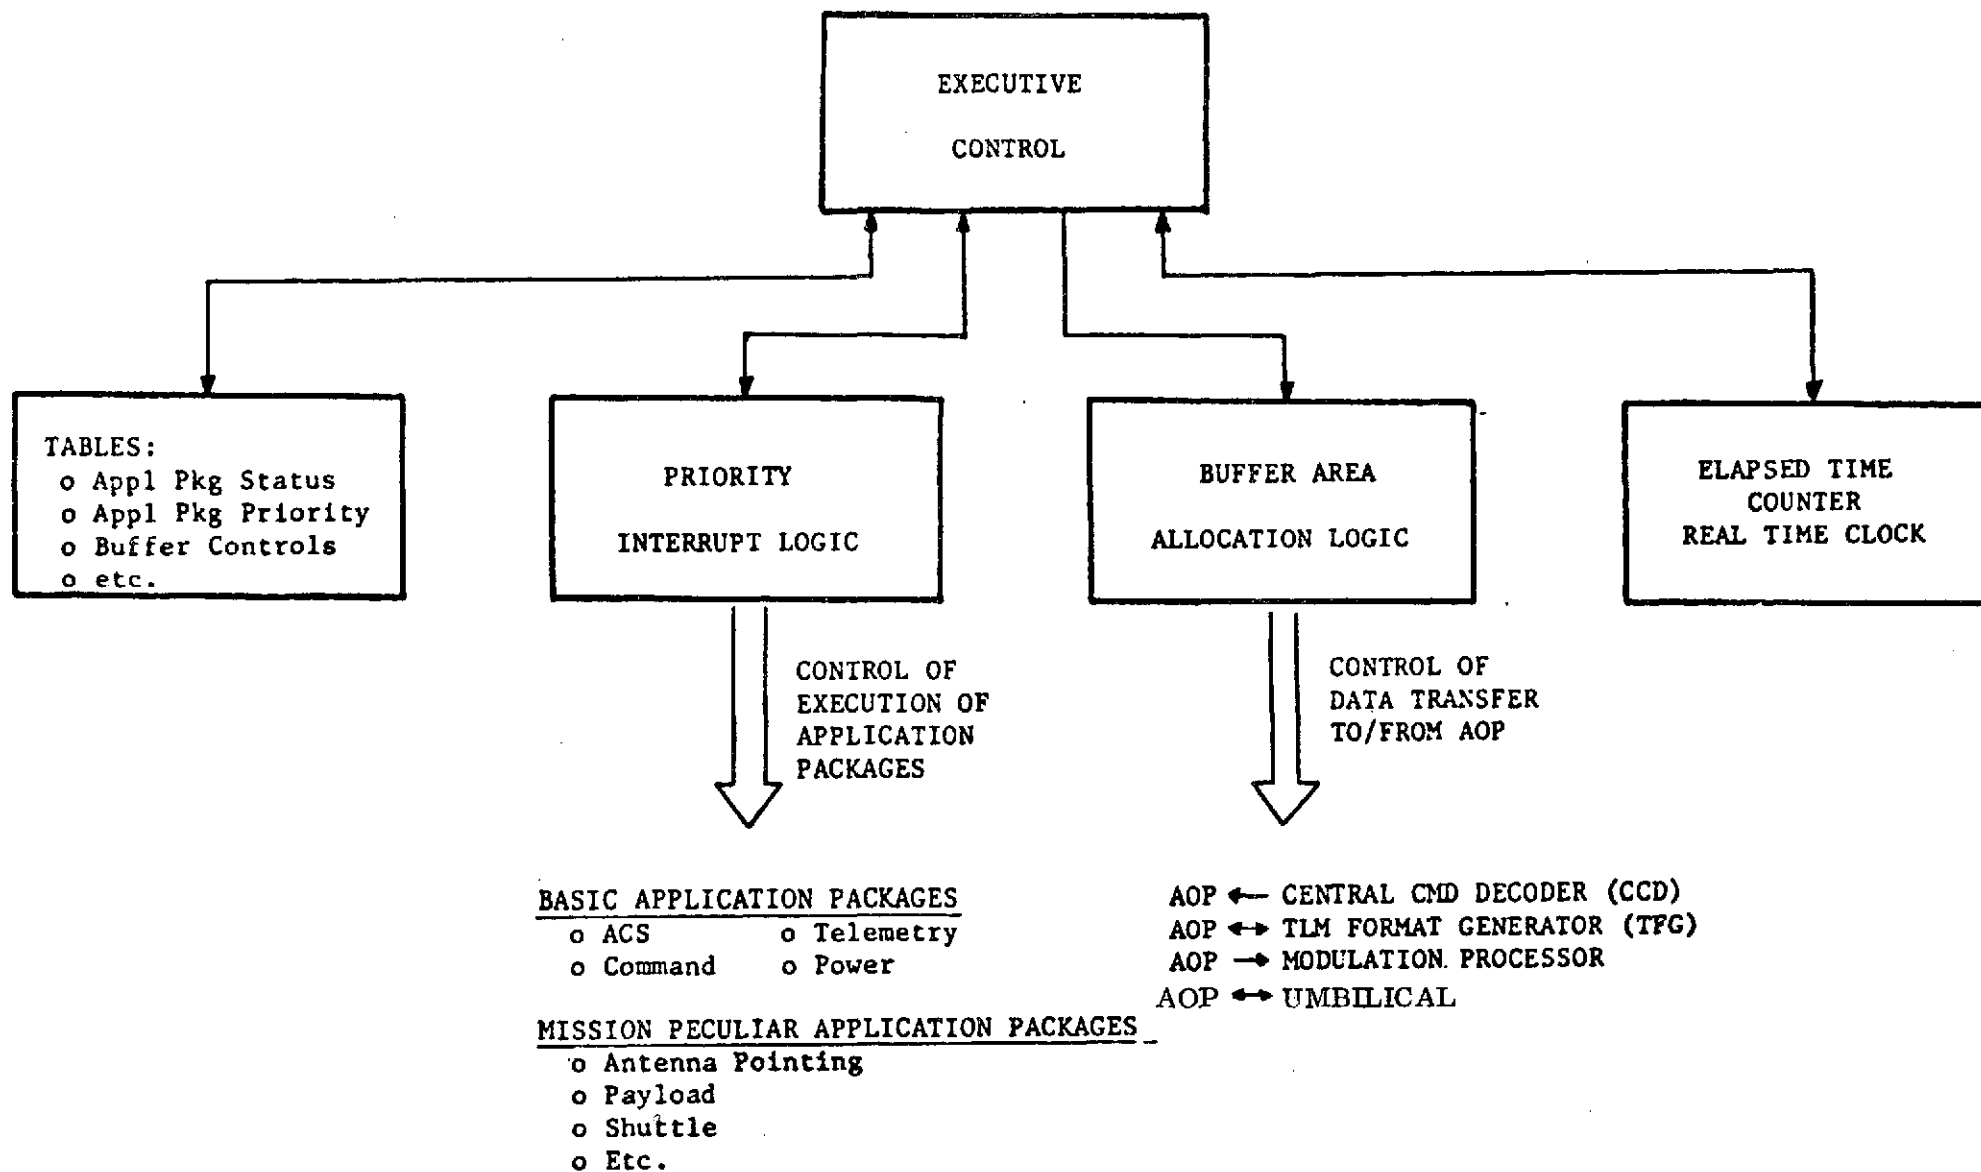 EXECUTIVE
CONTROL
TABLES:
o Appl Pkg Status
o Appl Pkg Priority
o Buffer Controls
o etc.
PRIORITY
INTERRUPT LOGIC
BUFFER AREA
ALLOCATION LOGIC
ELAPSED TIME
COUNTER
REAL TIME CLOCK
CONTROL OF
EXECUTION OF
APPLICATION
PACKAGES
CONTROL OF
DATA TRANSFER
TO/FROM AOP
BASIC APPLICATION PACKAGES
o ACS o Telemetry
o Command o Power
MISSION PECULIAR APPLICATION PACKAGES
o Antenna Pointing
o Payload
o Shuttle
o Etc.
AOP ← CENTRAL CMD DECODER (CCD)
AOP ↔ TLM FORMAT GENERATOR (TFG)
AOP → MODULATION PROCESSOR
AOP ↔ UMBILICAL